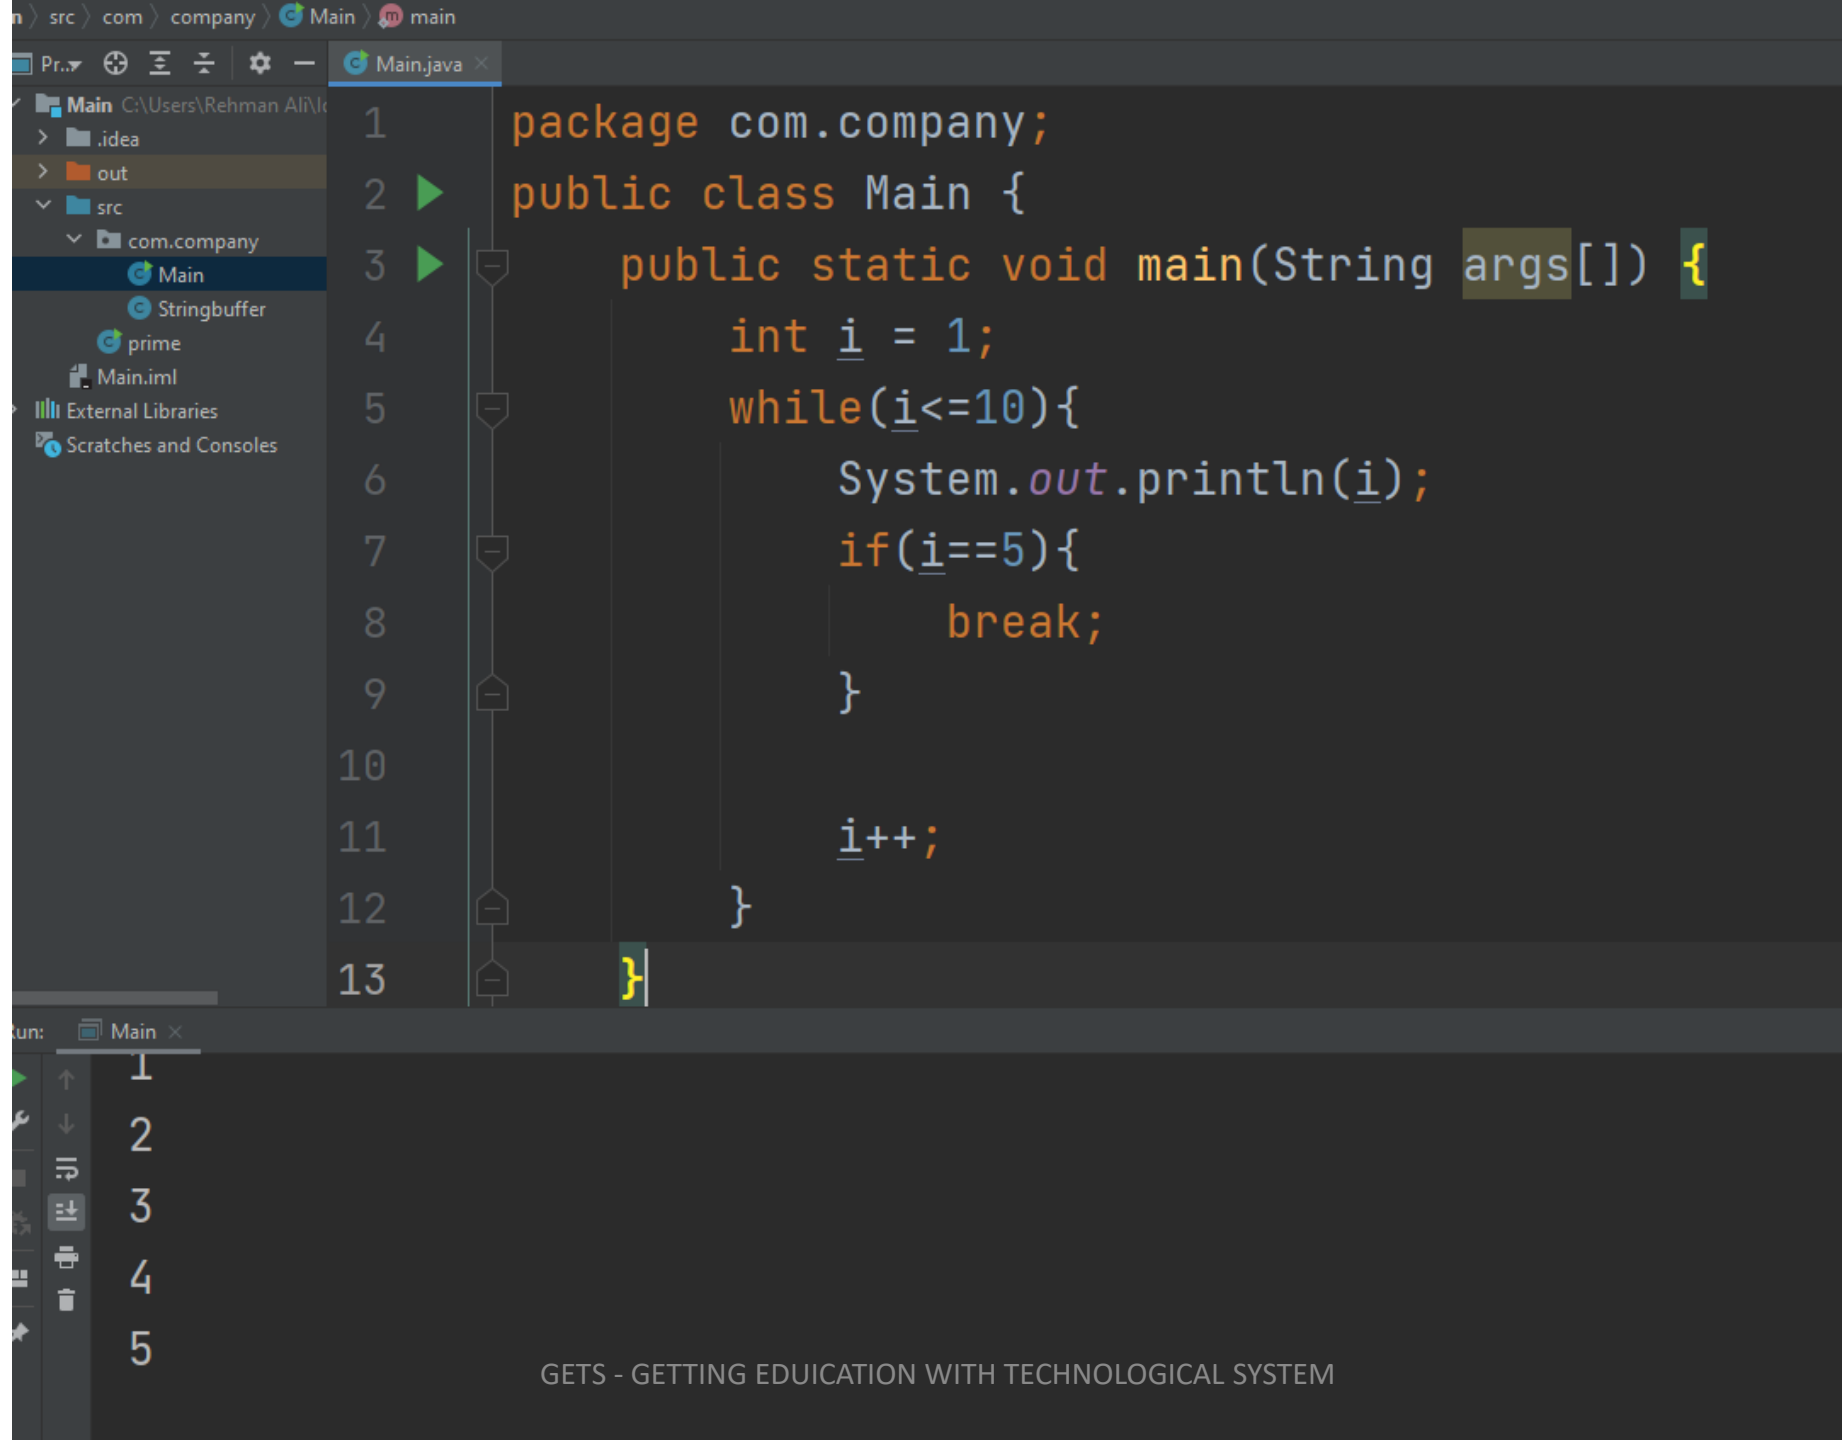 src com company Main main
Pr...
Main.java
Main C:\Users\Rehman Ali\
.idea
out
src
com.company
Main
Stringbuffer
prime
Main.iml
External Libraries
Scratches and Consoles
1 package com.company;
2 public class Main {
3 public static void main(String args[]) {
4 int i = 1;
5 while(i<=10){
6 System.out.println(i);
7 if(i==5){
8 break;
9 }
10
11 i++;
12 }
13 }
Run: Main
1
2
3
4
5
GETS - GETTING EDUICATION WITH TECHNOLOGICAL SYSTEM